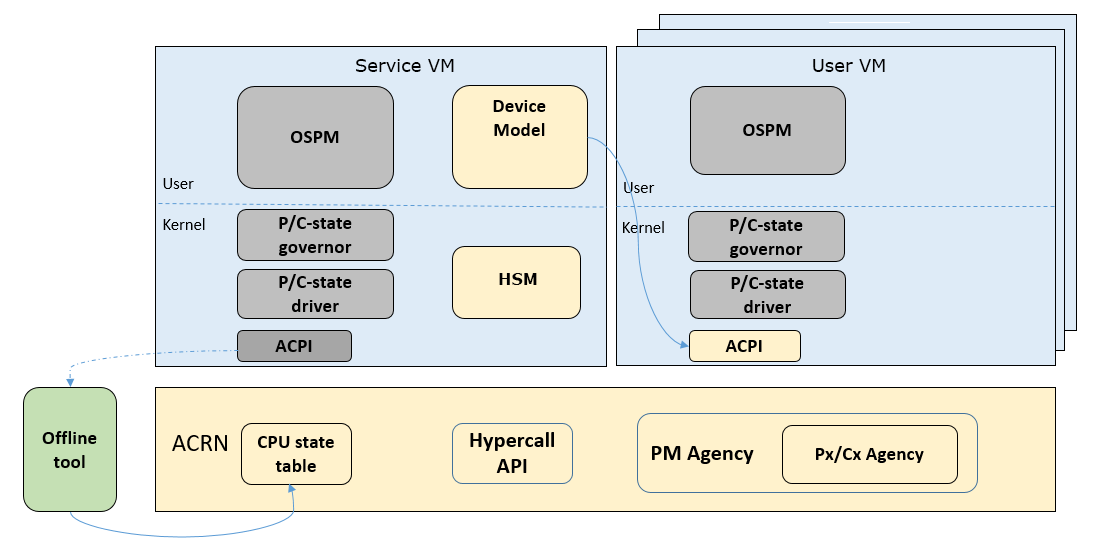 Service VM
OSPM
Device
Model
User
Kernel
P/C-state
governor
P/C-state
driver
HSM
ACPI
User VM
OSPM
User
Kernel
P/C-state
governor
P/C-state
driver
ACPI
Offline
tool
ACRN
CPU state
table
Hypercall
API
PM Agency
Px/Cx Agency